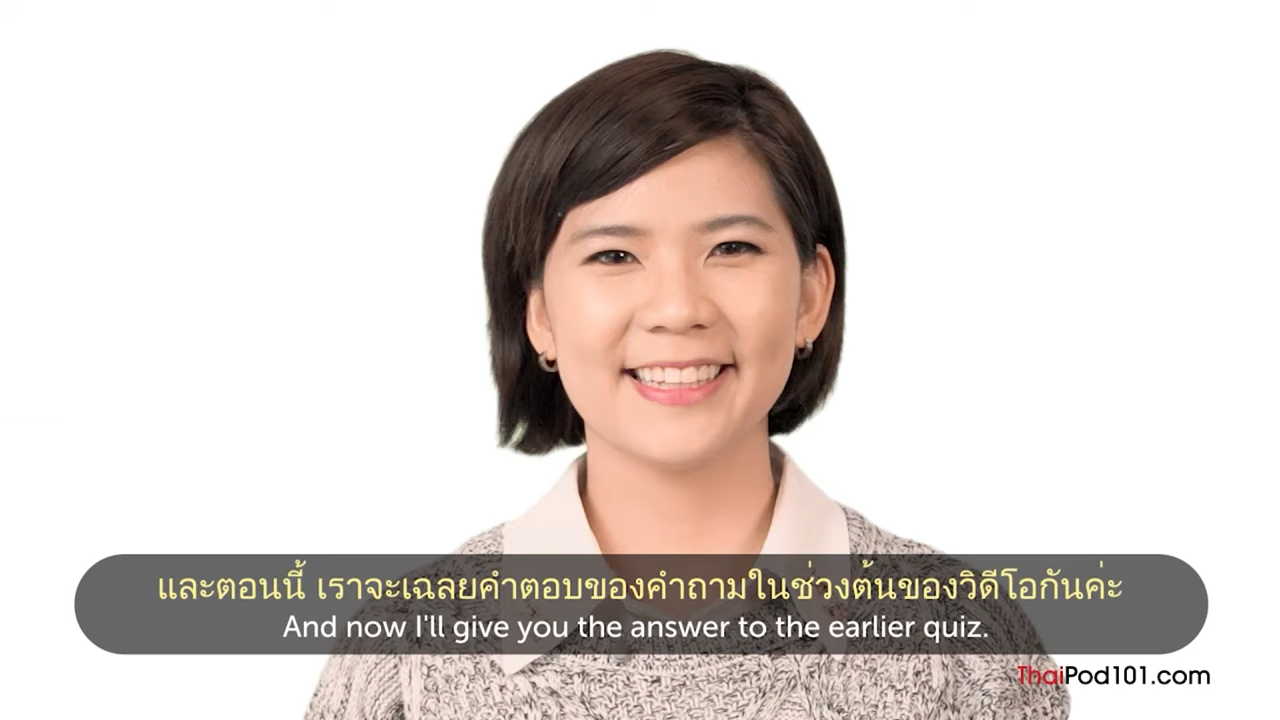 และตอนนี้ เราจะเฉลยคำตอบของคำถามในช่วงต้นของวิดีโอกันค่ะ
And now I'll give you the answer to the earlier quiz.
ThaiPod101.com